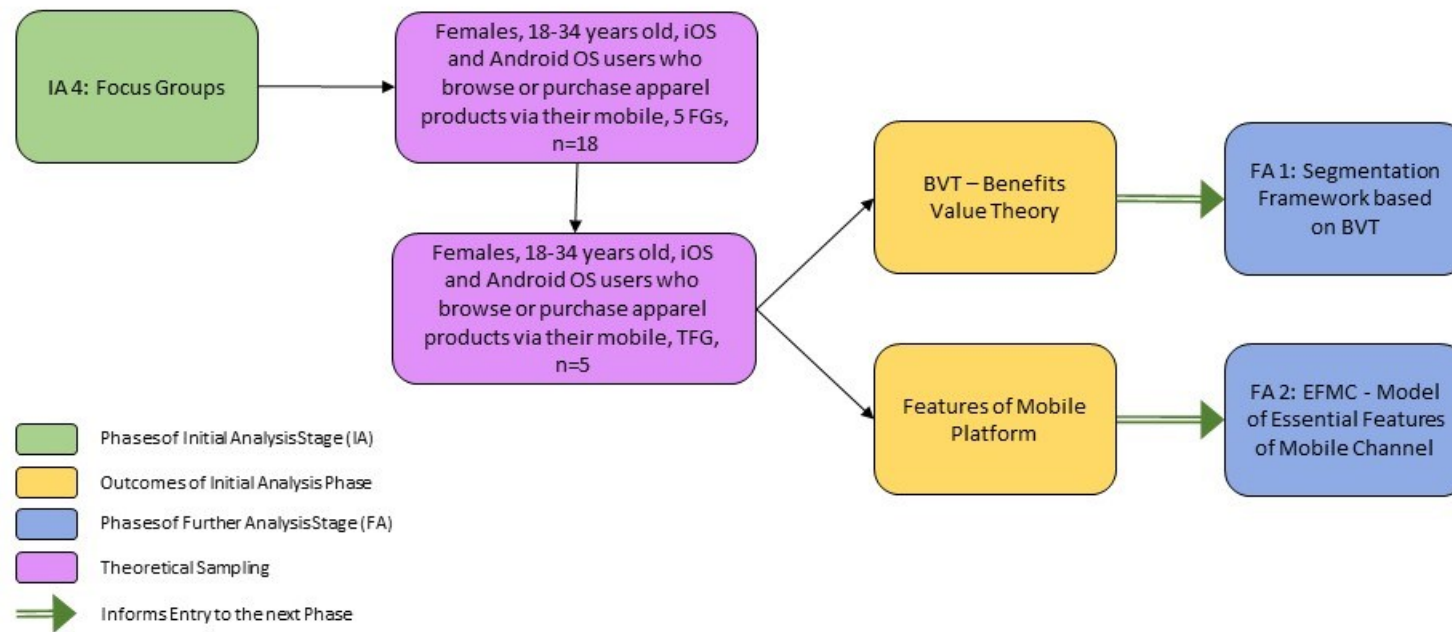 IA 4: Focus Groups
Females, 18-34 years old, iOS
and Android OS users who
browse or purchase apparel
products via their mobile, 5 FGs,
n=18
Females, 18-34 years old, iOS
and Android OS users who
browse or purchase apparel
products via their mobile, TFG,
n=5
BVT – Benefits
Value Theory
FA 1: Segmentation
Framework based
on BVT
Features of Mobile
Platform
FA 2: EFMC - Model
of Essential Features
of Mobile Channel
Phases of Initial Analysis Stage (IA)
Outcomes of Initial Analysis Phase
Phases of Further Analysis Stage (FA)
Theoretical Sampling
Informs Entry to the next Phase